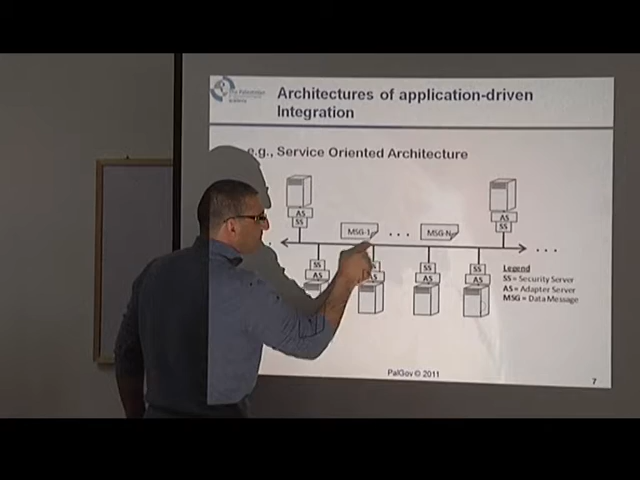 Architectures of application-driven
Integration
e.g., Service Oriented Architecture
AS
SS
AS
SS
MSG-1
. . .
MSG-N
. . .
SS
AS
SS
AS
SS
AS
Legend
SS = Security Server
AS = Adapter Server
MSG = Data Message
PalGov © 2011
7